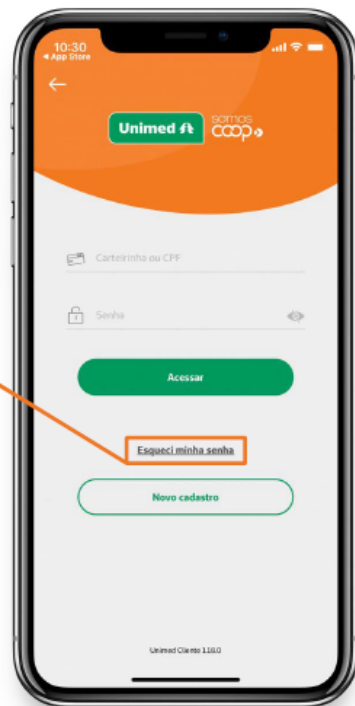 10:30
App Store
Unimed
somos
coop
Carteirinha ou CPF
Senha
Acessar
Esqueci minha senha
Novo cadastro
Unimed Cliente 1.16.0